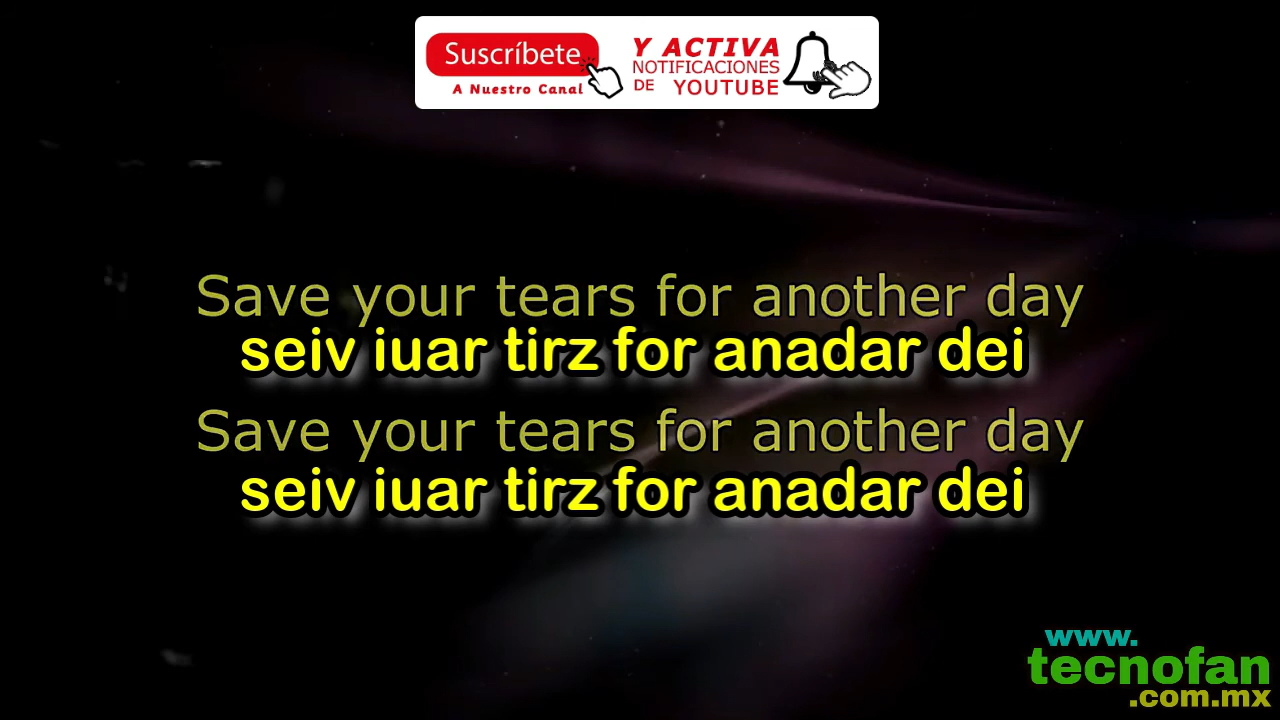 Suscríbete
A Nuestro Canal
Y ACTIVA
NOTIFICACIONES
DE YOUTUBE
Save your tears for another day
seiv iuar tirz for anadar dei
Save your tears for another day
seiv iuar tirz for anadar dei
www.
tecnofan
.com.mx